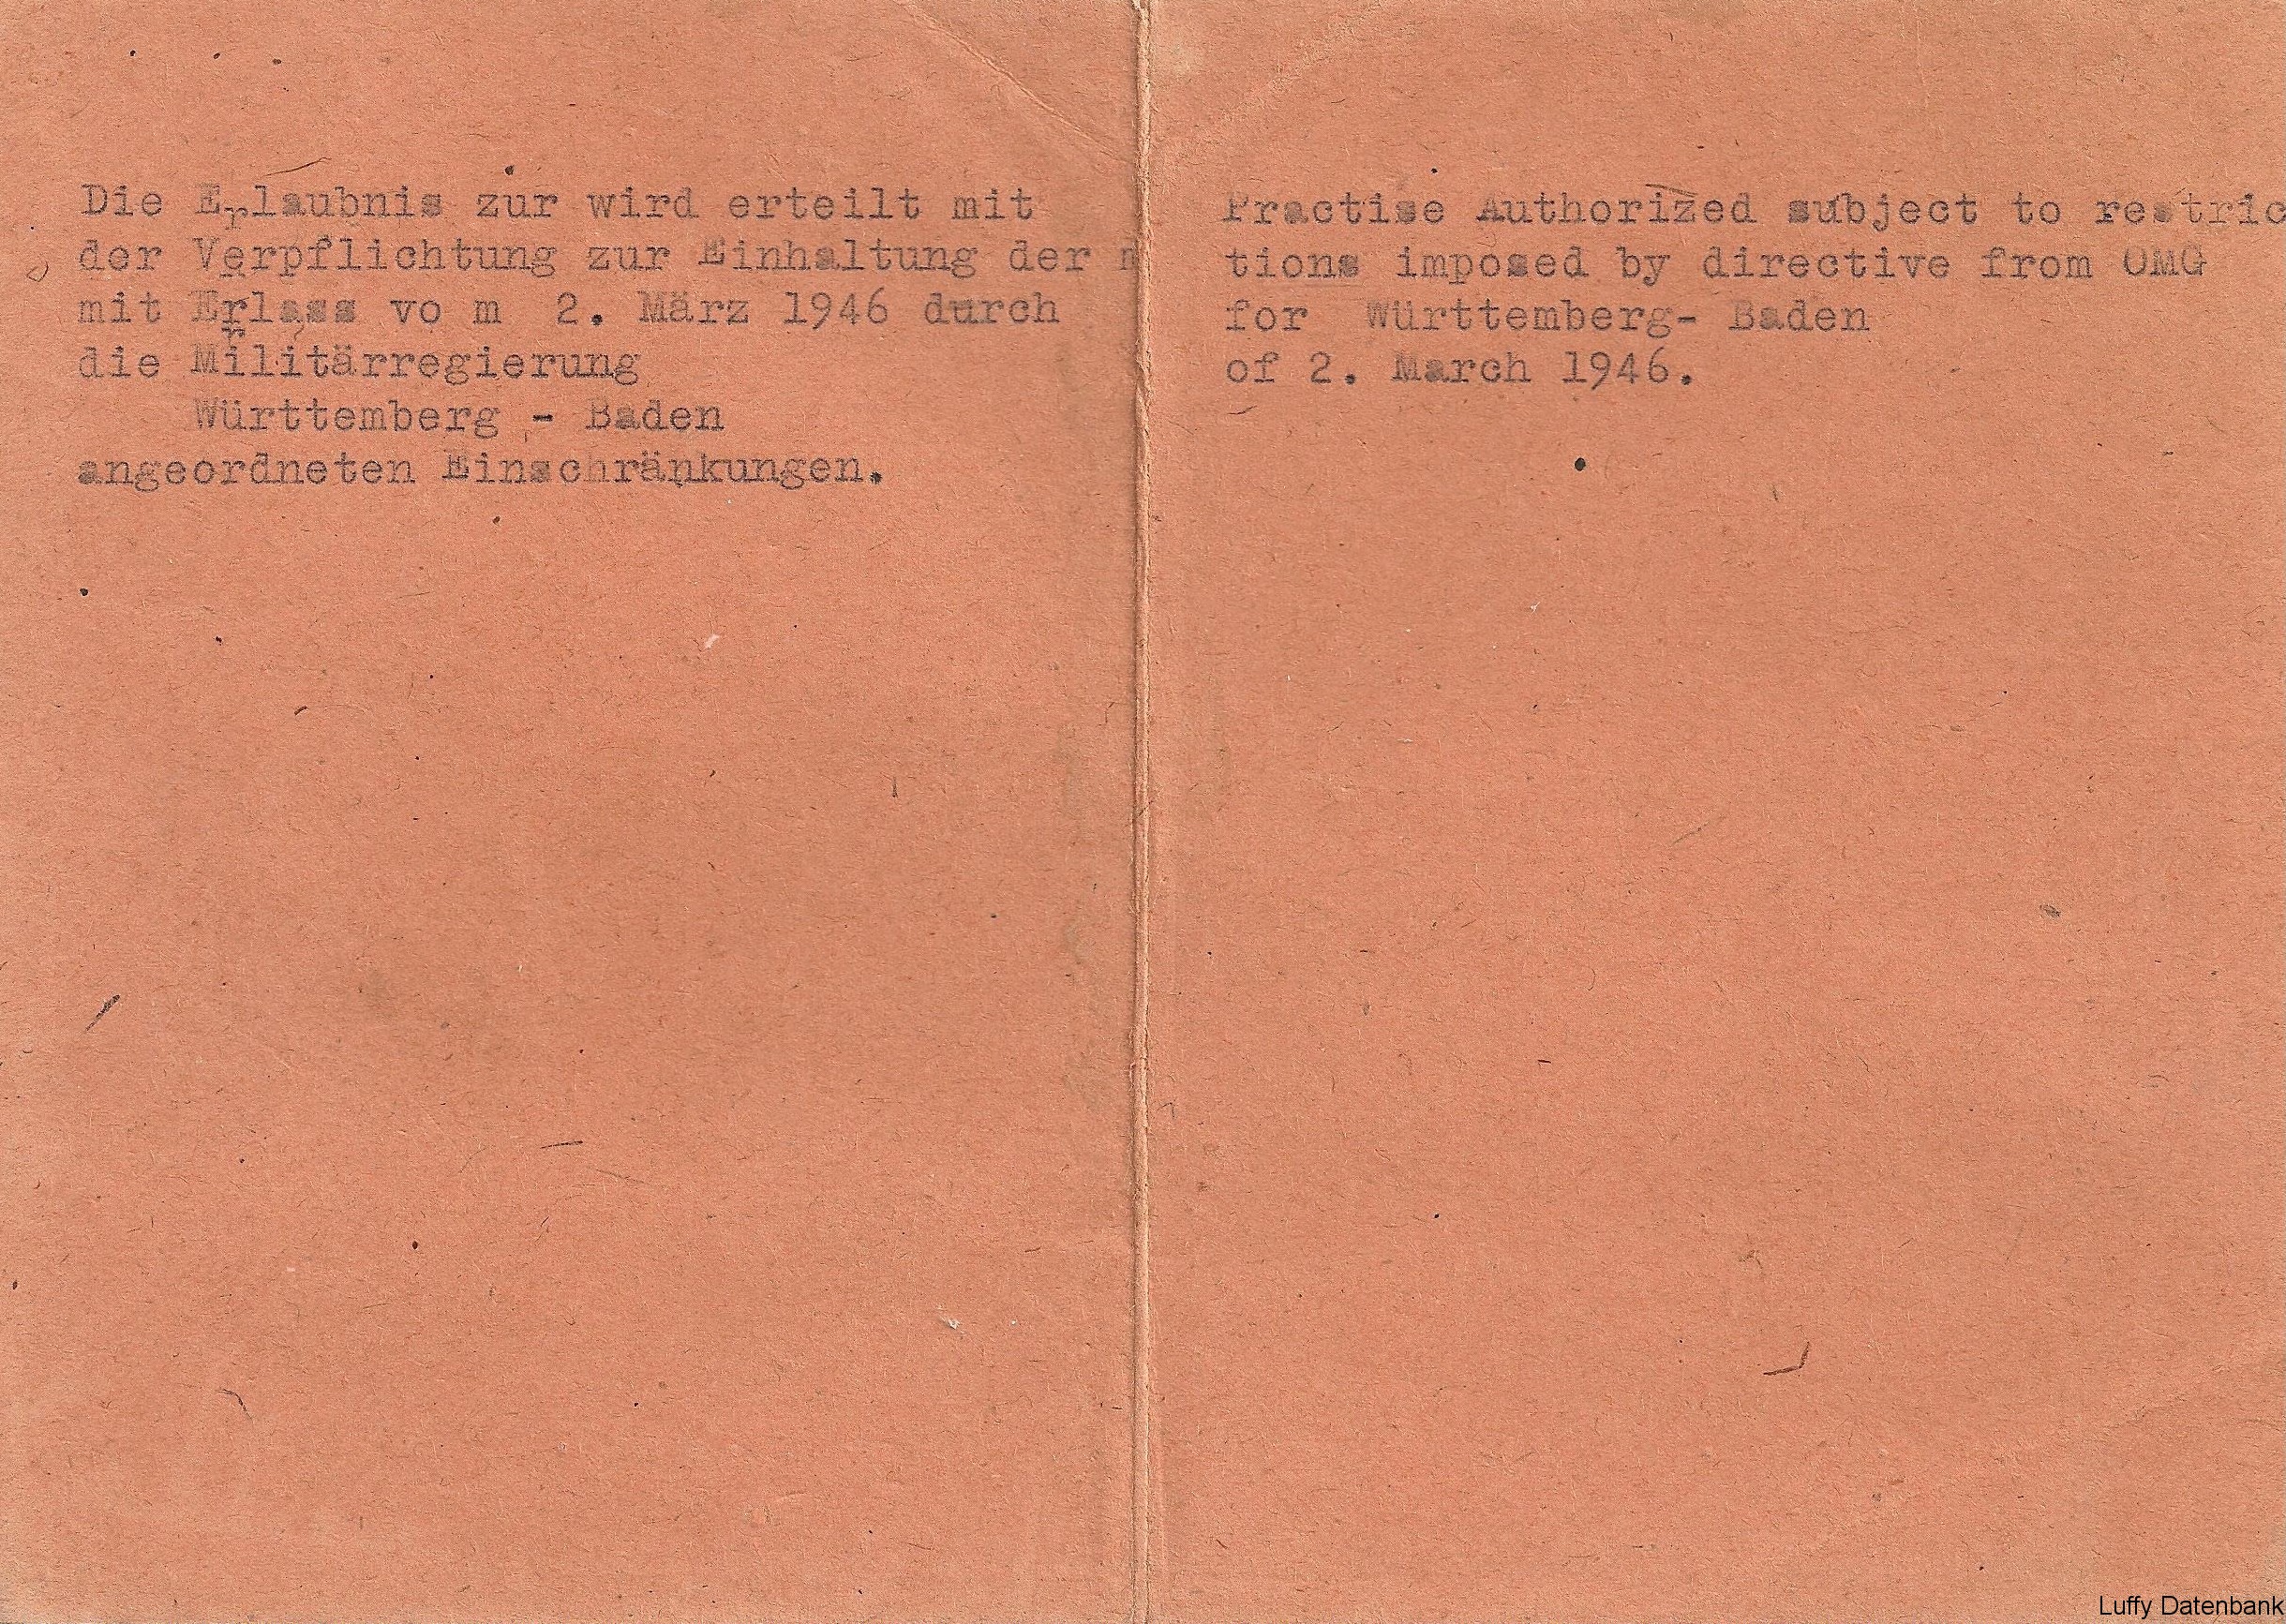 Die Erlaubnis zur wird erteilt mit
der Verpflichtung zur Einhaltung der m
mit Erlass vo m 2. März 1946 durch
die Militärregierung
Württemberg - Baden
angeordneten Einschränkungen.
Practise Authorized subject to restric
tions imposed by directive from OMG
for Württemberg- Baden
of 2. March 1946.
Luffy Datenbank